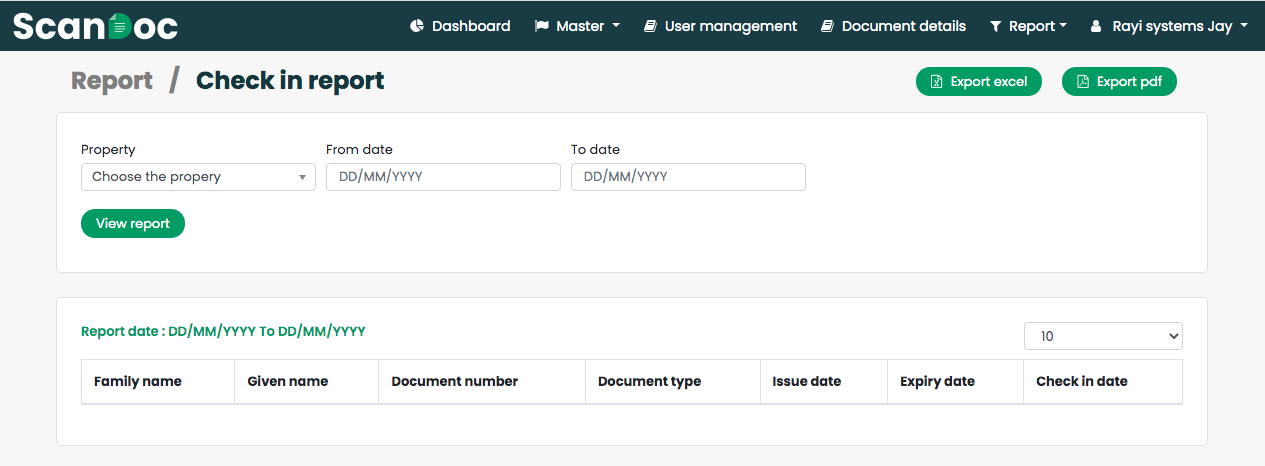 ScanDoc Dashboard Master User management Document details Report Rayi systems Jay
Report / Check in report Export excel Export pdf
Property From date To date
Choose the propery DD/MM/YYYY DD/MM/YYYY
View report
Report date : DD/MM/YYYY To DD/MM/YYYY 10
Family name Given name Document number Document type Issue date Expiry date Check in date